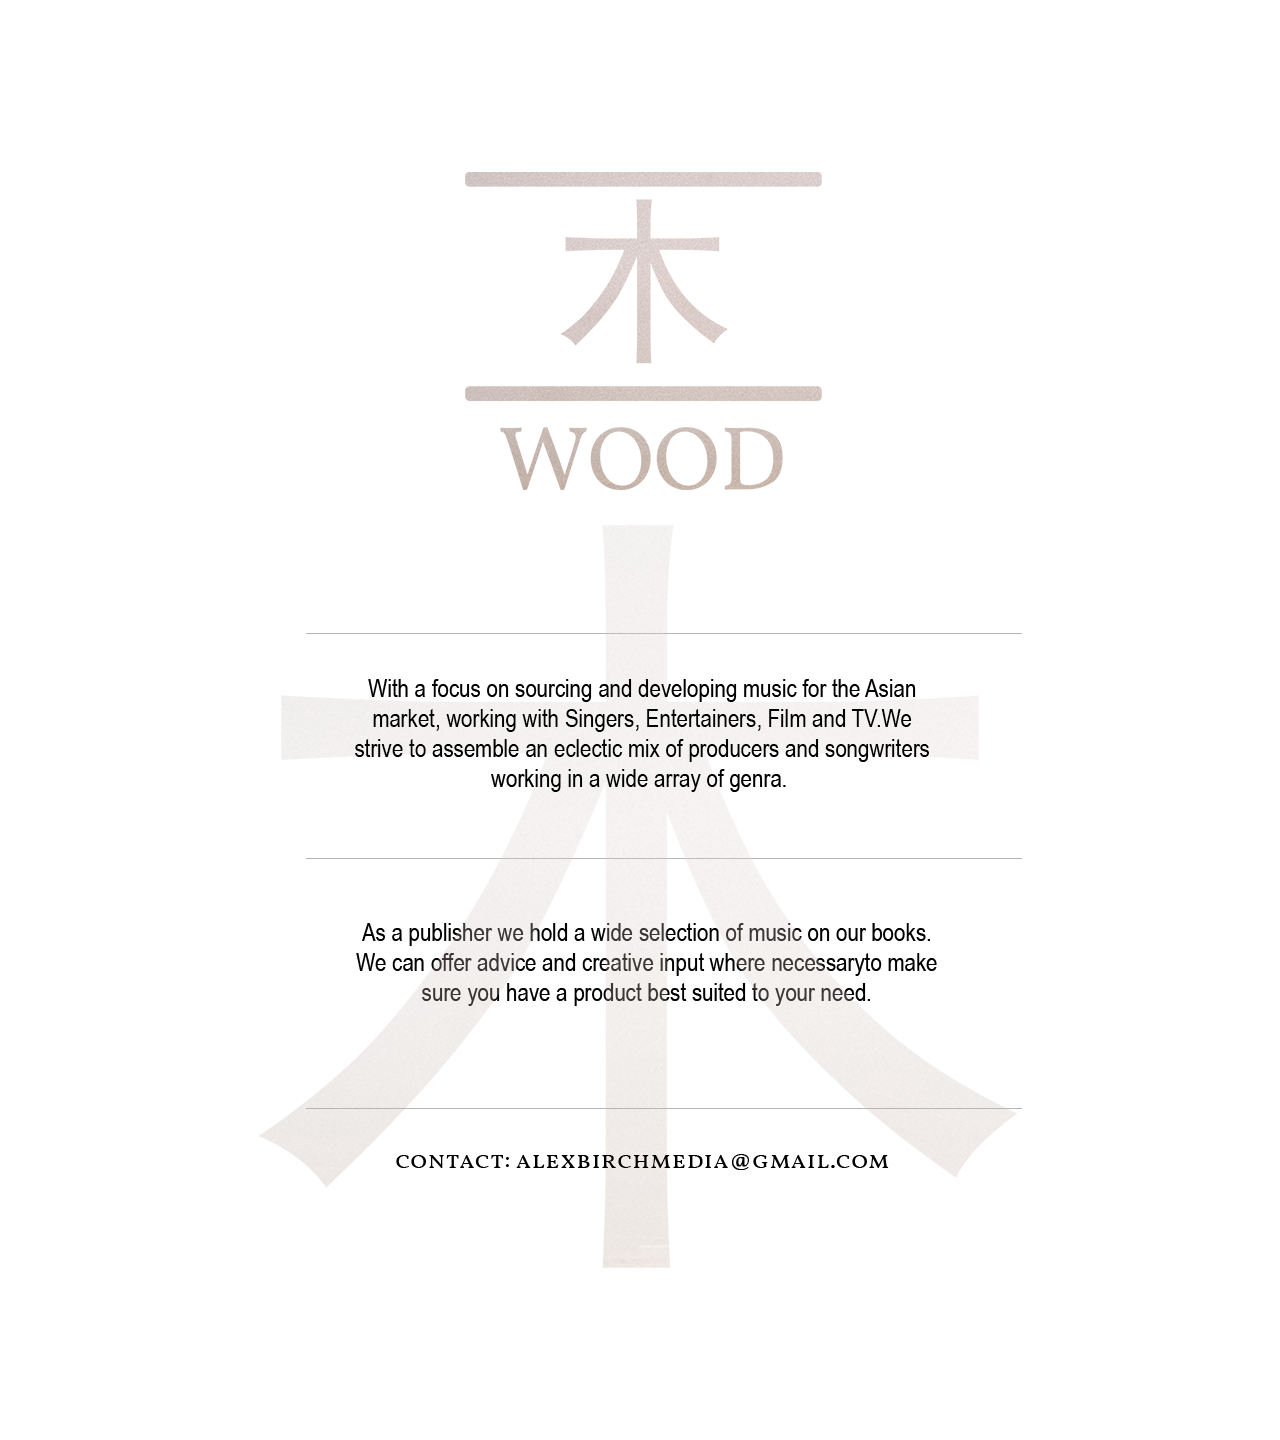 木
WOOD
With a focus on sourcing and developing music for the Asian
market, working with Singers, Entertainers, Film and TV.We
strive to assemble an eclectic mix of producers and songwriters
working in a wide array of genra.
As a publisher we hold a wide selection of music on our books.
We can offer advice and creative input where necessaryto make
sure you have a product best suited to your need.
CONTACT: ALEXBIRCHMEDIA@GMAIL.COM
木